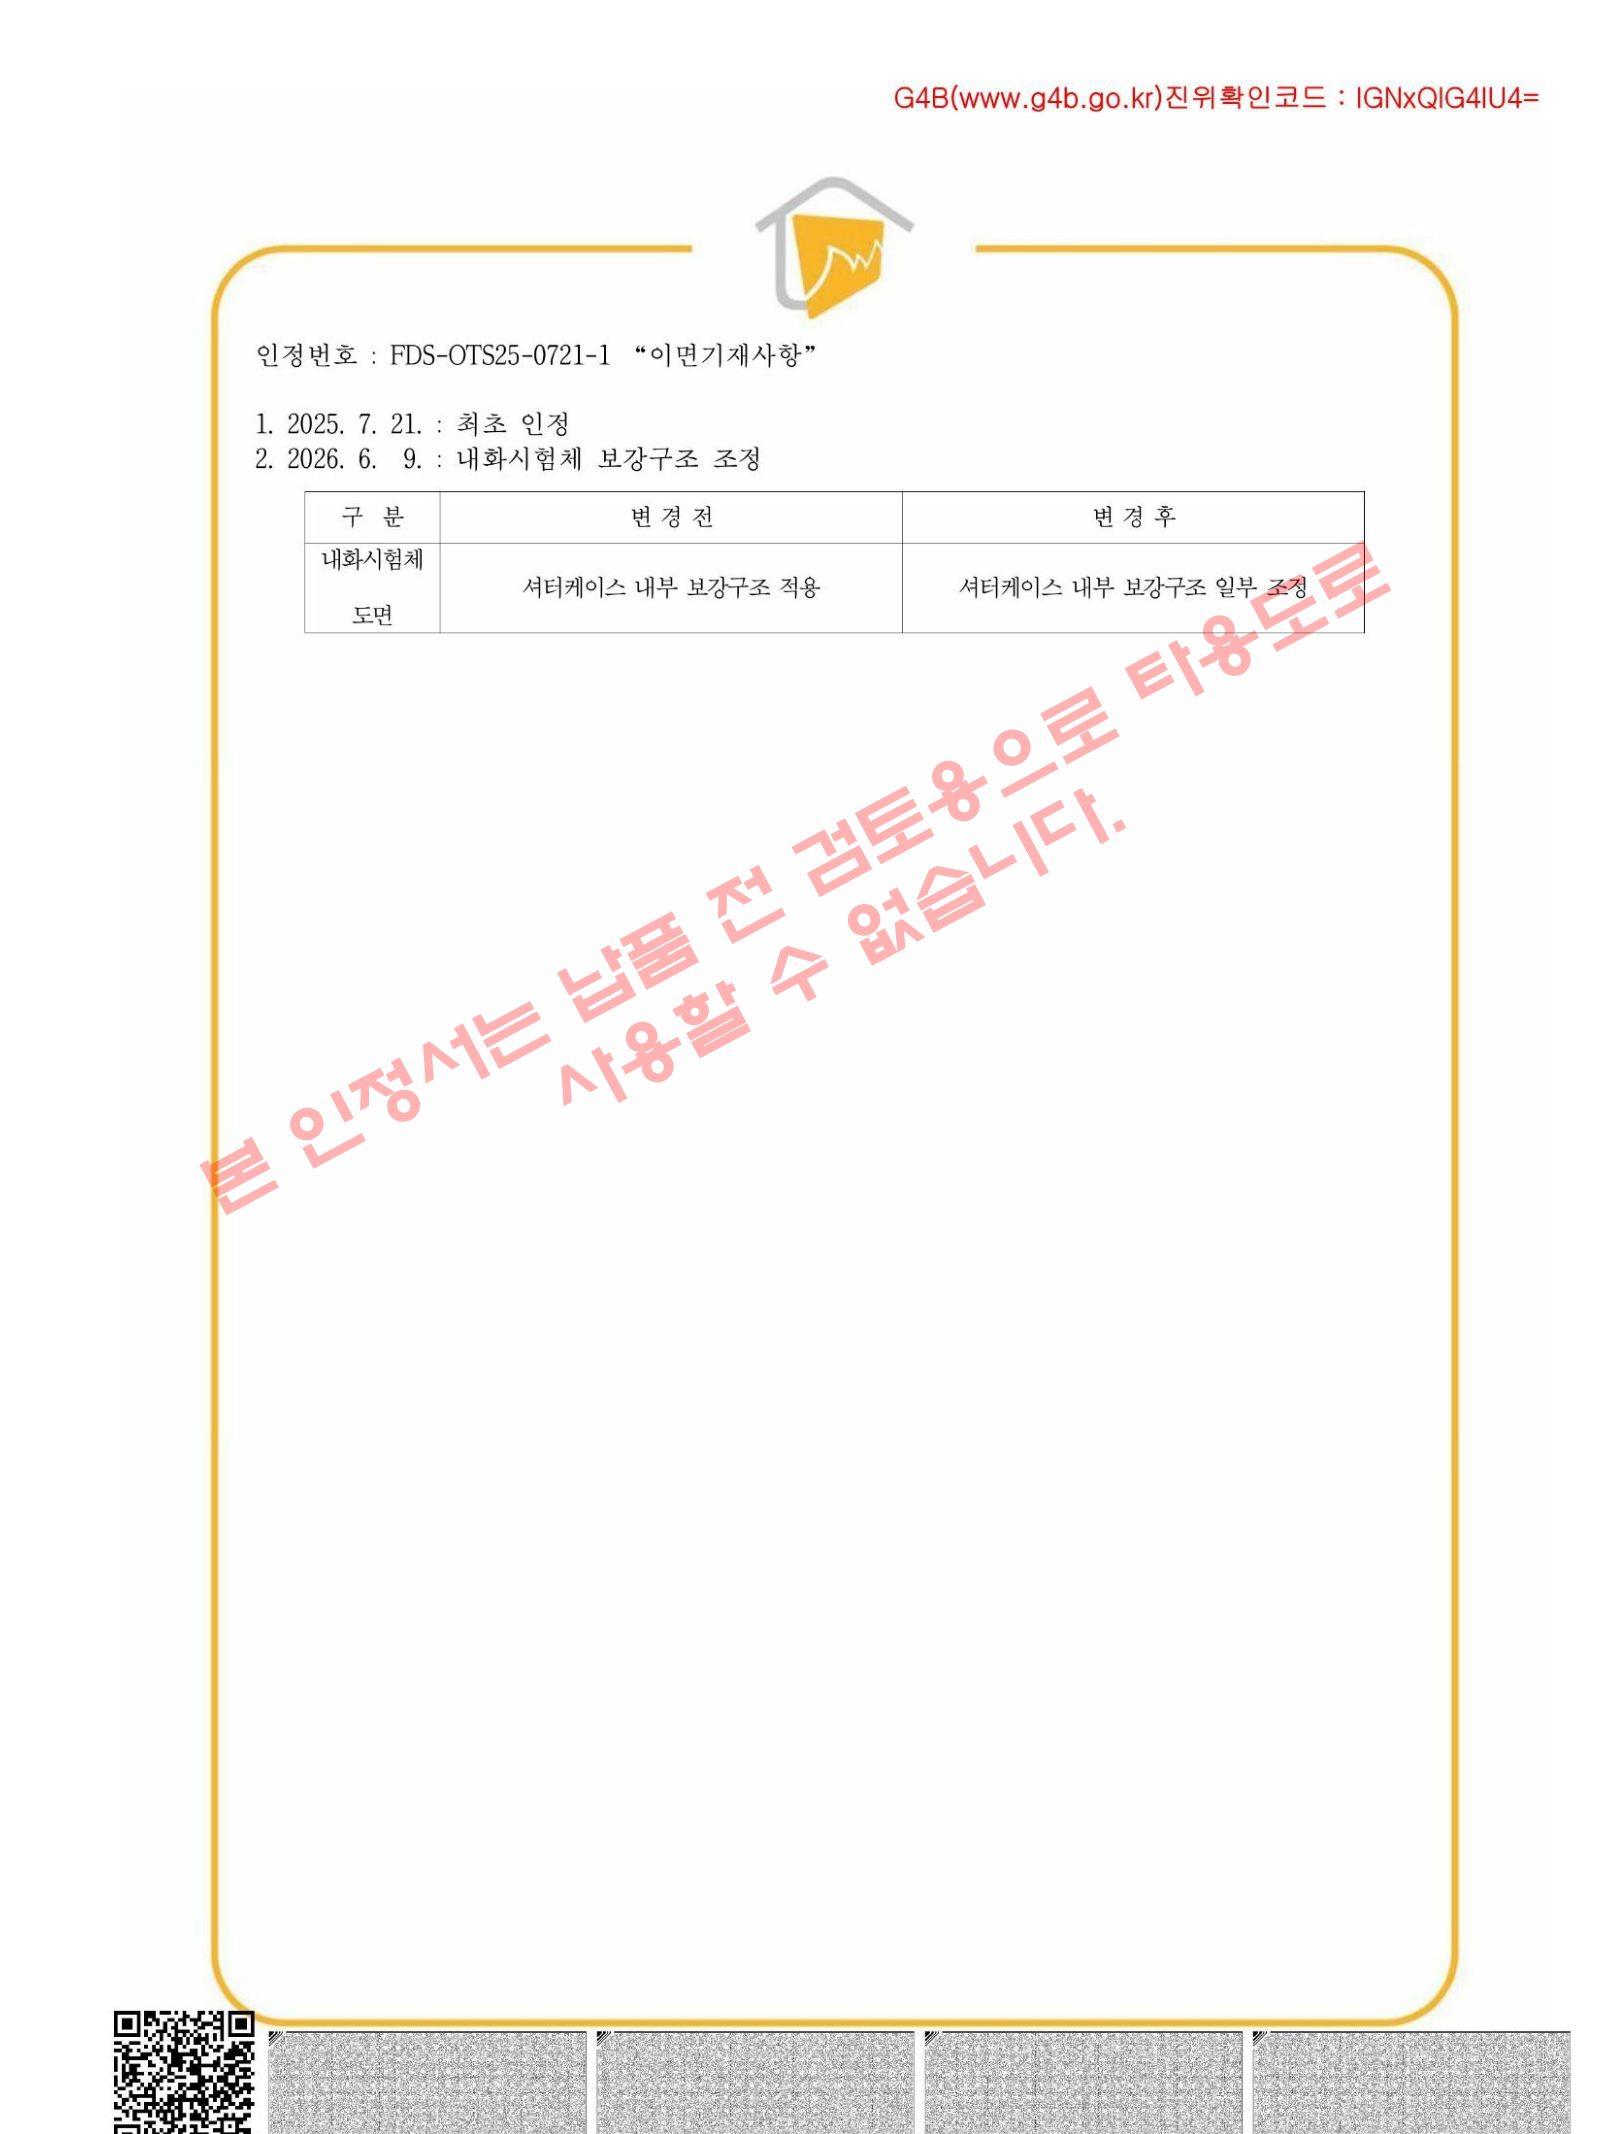 G4B(www.g4b.go.kr)진위확인코드 : IGNxQIG4IU4=
인정번호 : FDS-OTS25-0721-1 “이면기재사항”
1. 2025. 7. 21. : 최초 인정
2. 2026. 6. 9. : 내화시험체 보강구조 조정
구 분 변 경 전 변 경 후
내화시험체
도면
셔터케이스 내부 보강구조 적용 셔터케이스 내부 보강구조 일부 조정
본 인정서는 납품 전 검토용으로 타용도로
사용할 수 없습니다.